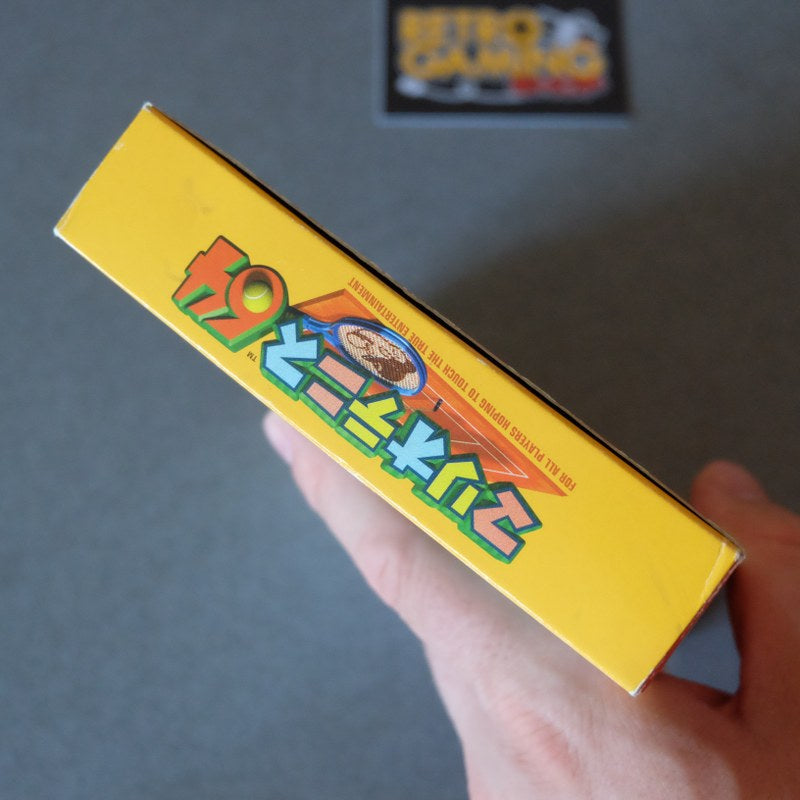 マリオテニス64
TM
FOR ALL PLAYERS HOPING TO TOUCH THE TRUE ENTERTAINMENT
RETRO
GAMING